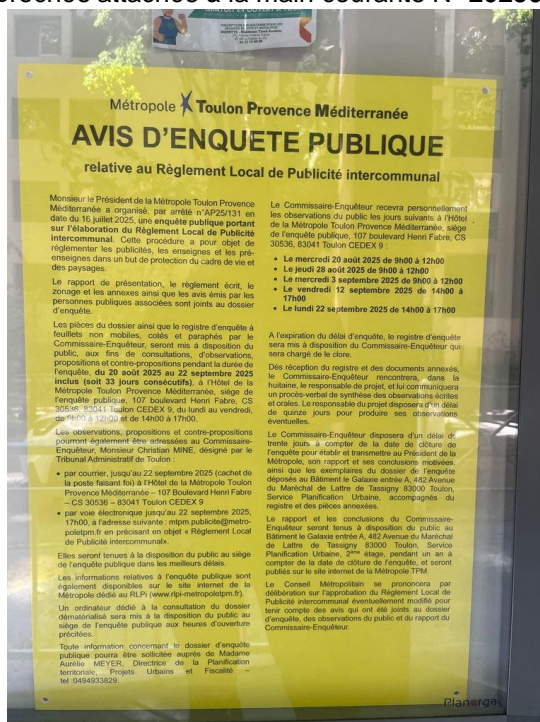 attachée à la main courante N°
Métropole Toulon Provence Méditerranée
AVIS D'ENQUETE PUBLIQUE
relative au Règlement Local de Publicité intercommunal
Monsieur le Président de la Métropole Toulon Provence
Méditerranée a organisé, par arrêté n°AP25/131 en
date du 16 juillet 2025, une enquête publique portant
sur l'élaboration du Règlement Local de Publicité
intercommunal. Cette procédure a pour objet de
réglementer les publicités, les enseignes et les pré-
enseignes dans un but de protection du cadre de vie et
des paysages.
Le rapport de présentation, le règlement écrit, le
zonage et les annexes ainsi que les avis émis par les
personnes publiques associées sont joints au dossier
d'enquête.
Les pièces du dossier ainsi que le registre d'enquête à
feuillets non mobiles, cotés et paraphés par le
Commissaire-Enquêteur, seront mis à disposition du
public, aux fins de consultations, d'observations,
propositions et contre-propositions pendant la durée de
l'enquête, du 20 août 2025 au 22 septembre 2025
inclus (soit 33 jours consécutifs), à l'Hôtel de la
Métropole Toulon Provence Méditerranée, siège de
l'enquête publique, 107 boulevard Henri Fabre, CS
30536, 83041 Toulon CEDEX 9, du lundi au vendredi,
de 9h00 à 12h00 et de 14h00 à 17h00.
Les observations, propositions et contre-propositions
pourront également être adressées au Commissaire-
Enquêteur, Monsieur Christian MINE, désigné par le
Tribunal Administratif de Toulon :
• par courrier, jusqu'au 22 septembre 2025 (cachet de
la poste faisant foi) à l'Hôtel de la Métropole Toulon
Provence Méditerranée – 107 Boulevard Henri Fabre
– CS 30536 – 83041 Toulon CEDEX 9
• par voie électronique jusqu'au 22 septembre 2025,
17h00, à l'adresse suivante : mtpm.publicite@metro-
poletpm.fr en précisant en objet « Règlement Local
de Publicité intercommunal».
Elles seront tenues à la disposition du public au siège
de l'enquête publique dans les meilleurs délais.
Les informations relatives à l'enquête publique sont
également disponibles sur le site internet de la
Métropole dédié au RLPi (www.rlpi-metropoletpm.fr).
Un ordinateur dédié à la consultation du dossier
dématérialisé sera mis à la disposition du public au
siège de l'enquête publique aux heures d'ouverture
précitées.
Toute information concernant le dossier d'enquête
publique pourra être sollicitée auprès de Madame
Aurélie MEYER, Directrice de la Planification
territoriale, Projets Urbains et Fiscalité –
tel :0494933829.
Le Commissaire-Enquêteur recevra personnellement
les observations du public les jours suivants à l'Hôtel
de la Métropole Toulon Provence Méditerranée, siège
de l'enquête publique, 107 boulevard Henri Fabre, CS
30536, 83041 Toulon CEDEX 9 :
• Le mercredi 20 août 2025 de 9h00 à 12h00
• Le jeudi 28 août 2025 de 9h00 à 12h00
• Le mercredi 3 septembre 2025 de 9h00 à 12h00
• Le vendredi 12 septembre 2025 de 14h00 à
17h00
• Le lundi 22 septembre 2025 de 14h00 à 17h00
A l'expiration du délai d'enquête, le registre d'enquête
sera mis à disposition du Commissaire-Enquêteur qui
sera chargé de le clore.
Dès réception du registre et des documents annexés,
le Commissaire-Enquêteur rencontrera, dans la
huitaine, le responsable de projet, et lui communiquera
un procès-verbal de synthèse des observations écrites
et orales. Le responsable du projet disposera d'un délai
de quinze jours pour produire ses observations
éventuelles.
Le Commissaire-Enquêteur disposera d'un délai de
trente jours à compter de la date de clôture de
l'enquête pour établir et transmettre au Président de la
Métropole, son rapport et ses conclusions motivées,
ainsi que les exemplaires du dossier de l'enquête
déposés au Bâtiment le Galaxie entrée A, 482 Avenue
du Maréchal de Lattre de Tassigny 83000 Toulon,
Service Planification Urbaine, accompagnés du
registre et des pièces annexées.
Le rapport et les conclusions du Commissaire-
Enquêteur seront tenus à disposition du public au
Bâtiment le Galaxie entrée A, 482 Avenue du Maréchal
de Lattre de Tassigny 83000 Toulon, Service
Planification Urbaine, 2ème étage, pendant un an à
compter de la date de clôture de l'enquête, et seront
publiés sur le site internet de la Métropole TPM.
Le Conseil Métropolitain se prononcera par
délibération sur l'approbation du Règlement Local de
Publicité intercommunal éventuellement modifié pour
tenir compte des avis qui ont été joints au dossier
d'enquête, des observations du public et du rapport du
Commissaire-Enquêteur